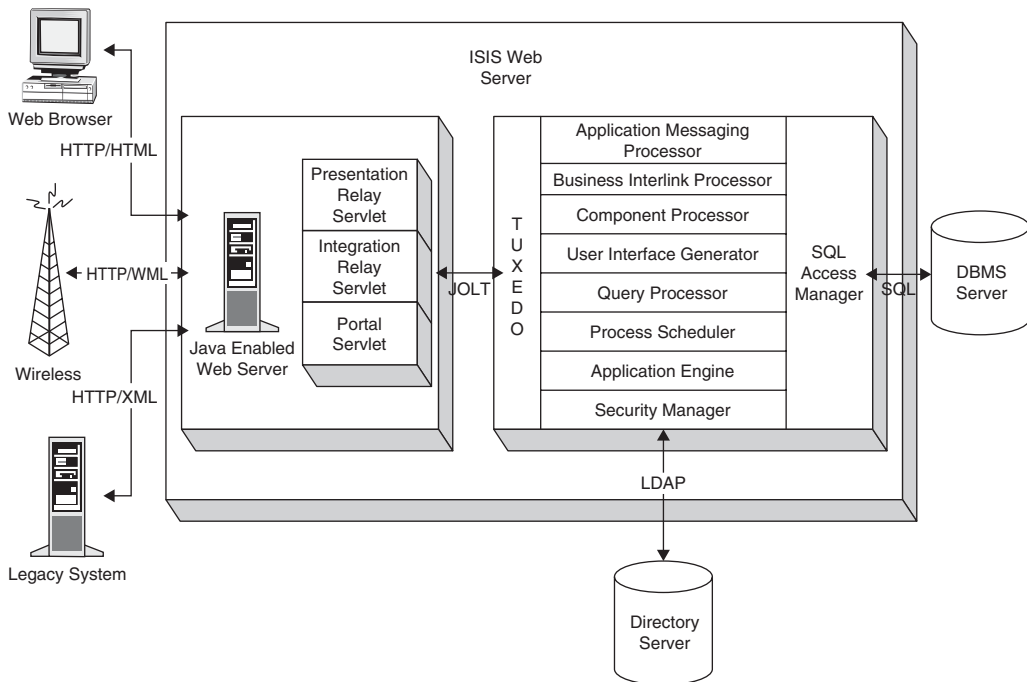 ISIS Web
Server
Web Browser
HTTP/HTML
HTTP/WML
Wireless
HTTP/XML
Legacy System
Java Enabled
Web Server
Presentation
Relay
Servlet
Integration
Relay
Servlet
Portal
Servlet
JOLT
T
U
X
E
D
O
Application Messaging
Processor
Business Interlink Processor
Component Processor
User Interface Generator
Query Processor
Process Scheduler
Application Engine
Security Manager
SQL
Access
Manager
SQL
DBMS
Server
LDAP
Directory
Server